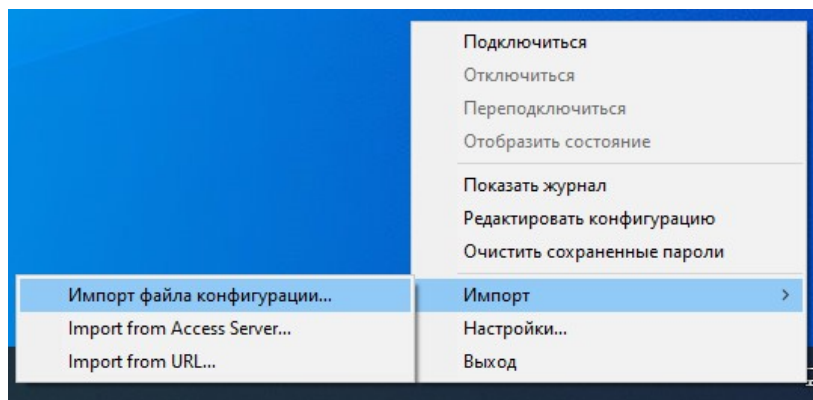 Подключиться
Отключиться
Переподключиться
Отобразить состояние
Показать журнал
Редактировать конфигурацию
Очистить сохраненные пароли
Импорт
Настройки...
Выход
Импорт файла конфигурации...
Import from Access Server...
Import from URL...